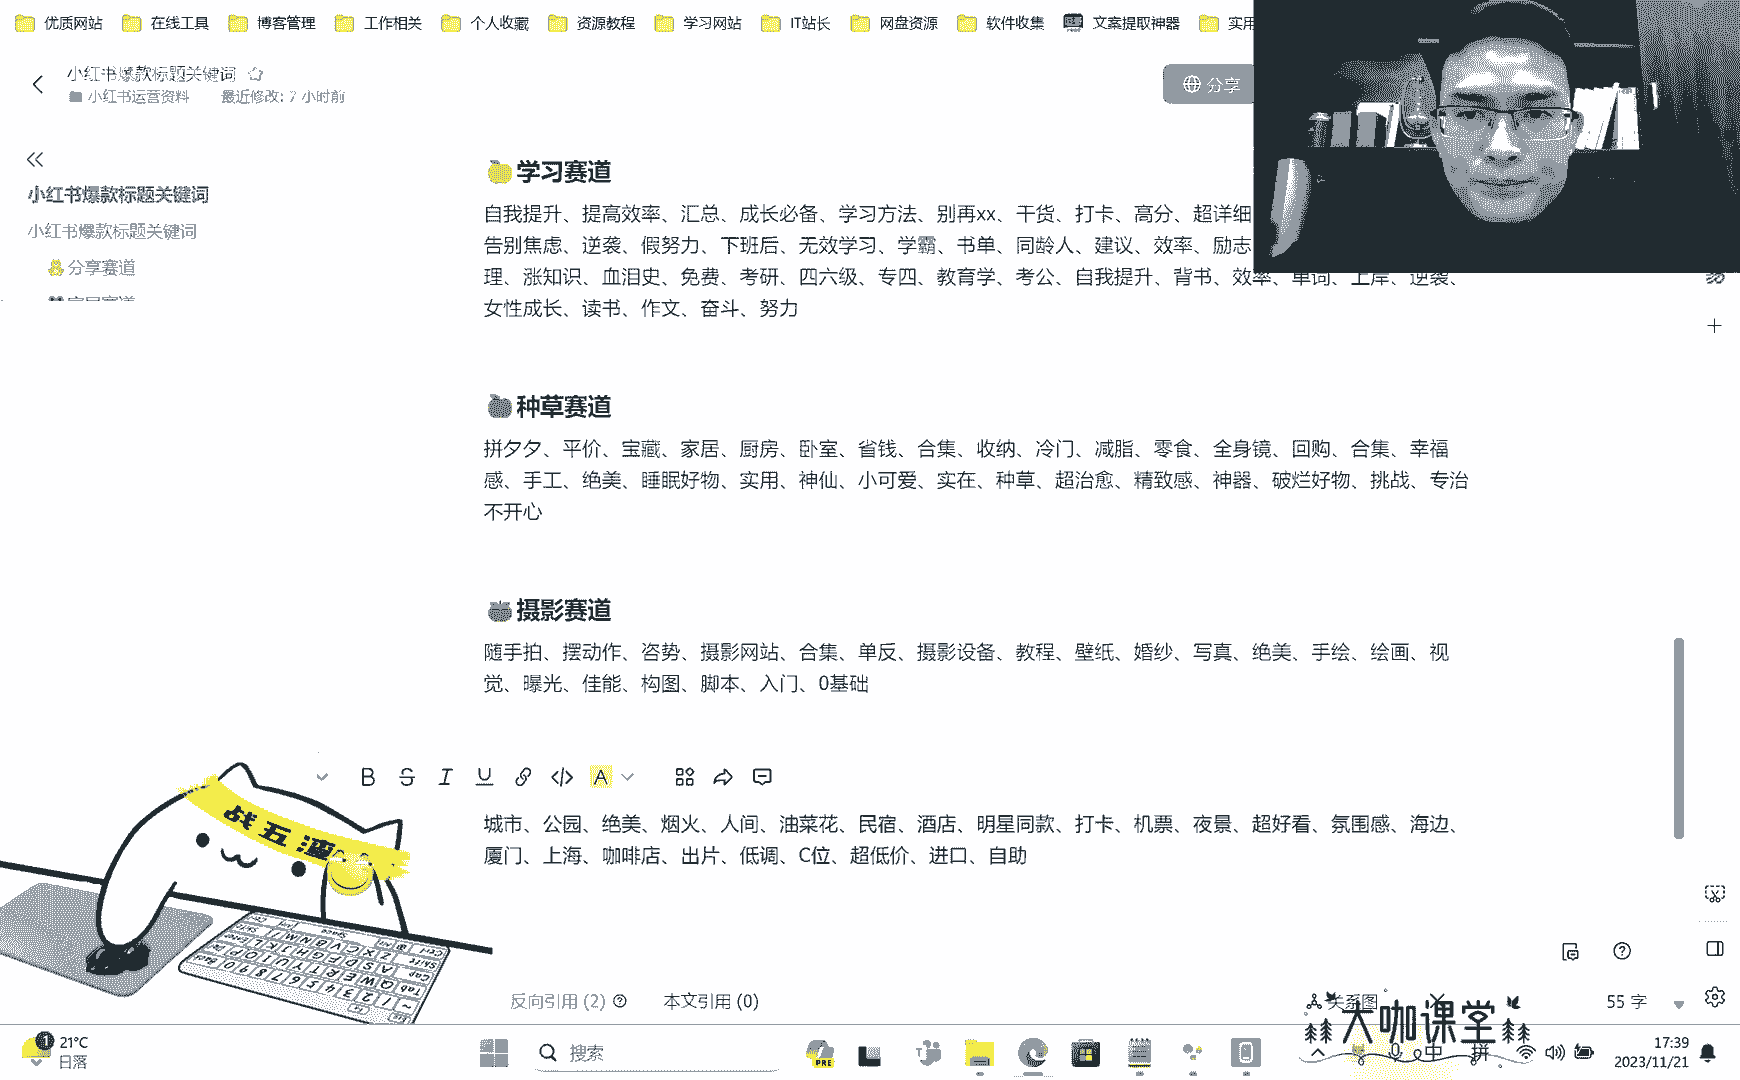 优质网站 在线工具 博客管理 工作相关 个人收藏 资源教程 学习网站 IT站长 网盘资源 软件收集 文案提取神器 实用
小红书爆款标题关键词
小红书运营资料 最近修改: 7 小时前
分享
小红书爆款标题关键词
小红书爆款标题关键词
分享赛道
学习赛道
自我提升、提高效率、汇总、成长必备、学习方法、别再xx、干货、打卡、高分、超详细
告别焦虑、逆袭、假努力、下班后、无效学习、学霸、书单、同龄人、建议、效率、励志
理、涨知识、血泪史、免费、考研、四六级、专四、教育学、考公、自我提升、背书、效率、单词、上岸、逆袭、
女性成长、读书、作文、奋斗、努力
种草赛道
拼夕夕、平价、宝藏、家居、厨房、卧室、省钱、合集、收纳、冷门、减脂、零食、全身镜、回购、合集、幸福
感、手工、绝美、睡眠好物、实用、神仙、小可爱、实在、种草、超治愈、精致感、神器、破烂好物、挑战、专治
不开心
摄影赛道
随手拍、摆动作、咨势、摄影网站、合集、单反、摄影设备、教程、壁纸、婚纱、写真、绝美、手绘、绘画、视
觉、曝光、佳能、构图、脚本、入门、0基础
城市、公园、绝美、烟火、人间、油菜花、民宿、酒店、明星同款、打卡、机票、夜景、超好看、氛围感、海边、
厦门、上海、咖啡店、出片、低调、C位、超低价、进口、自助
战五渣
反向引用 (2) 本文引用 (0) 关系图 55 字
大咖课堂
21°C
日落
搜索
中 拼
17:39
2023/11/21